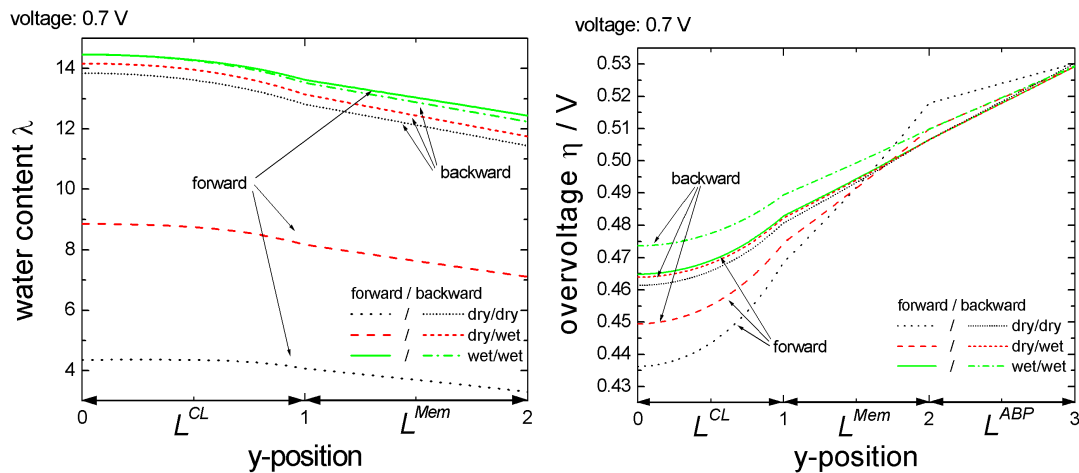 voltage: 0.7 V
water content λ
14
12
10
8
6
4
backward
forward
forward / backward
/ dry/dry
/ dry/wet
/ wet/wet
0 1 2
L^CL L^Mem
y-position
voltage: 0.7 V
overvoltage η / V
0.53
0.52
0.51
0.50
0.49
0.48
0.47
0.46
0.45
0.44
0.43
backward
forward
forward / backward
/ dry/dry
/ dry/wet
/ wet/wet
0 1 2 3
L^CL L^Mem L^ABP
y-position